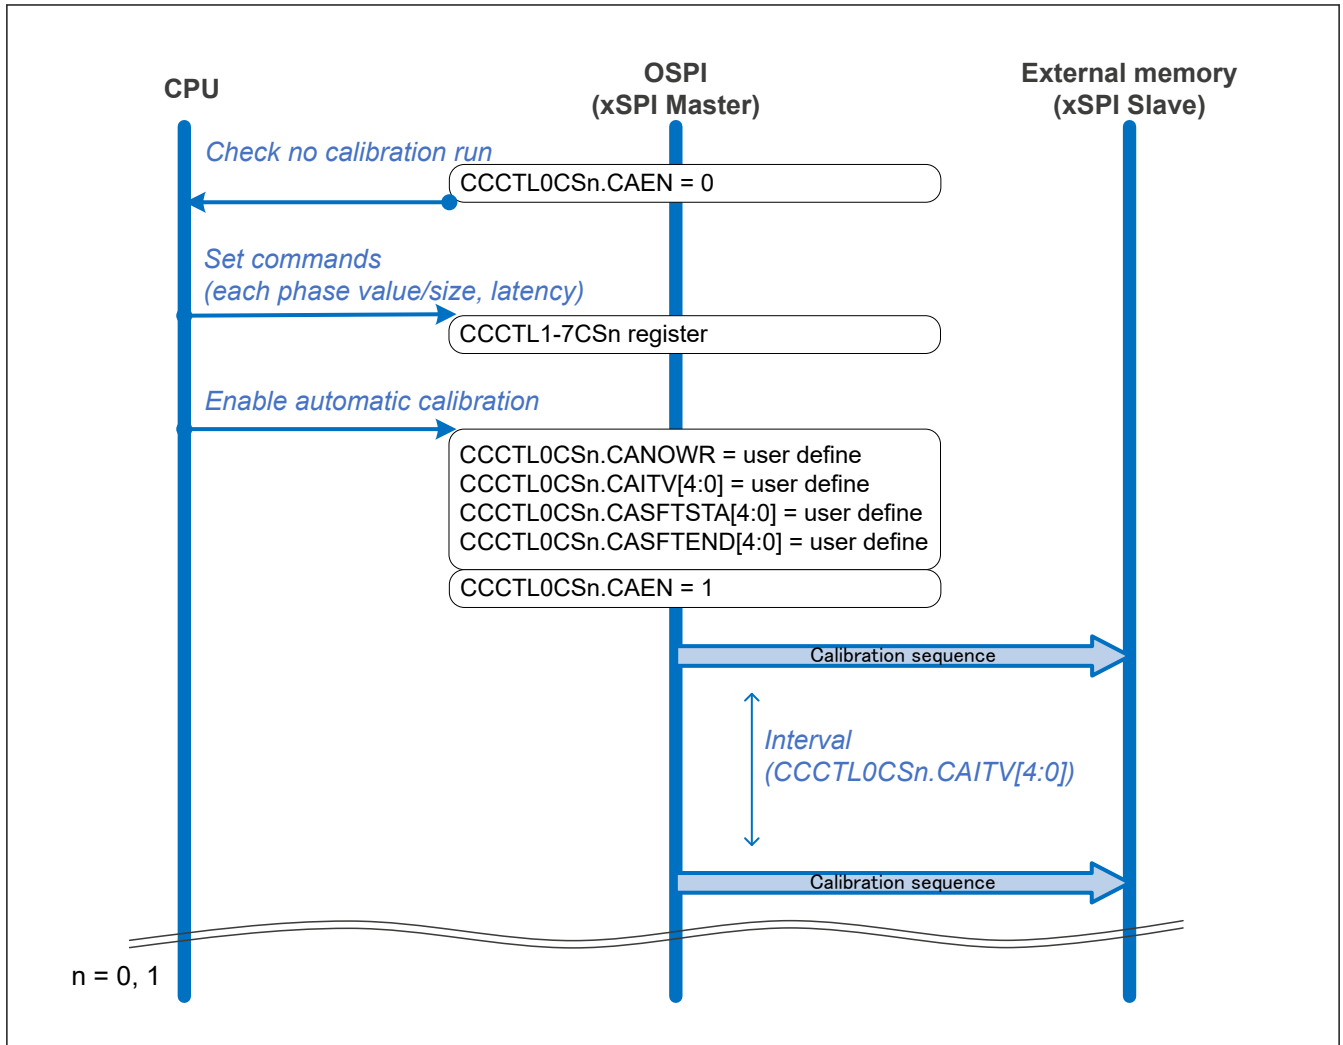 CPU
OSPI
(xSPI Master)
External memory
(xSPI Slave)
Check no calibration run
CCCTL0CSn.CAEN = 0
Set commands
(each phase value/size, latency)
CCCTL1-7CSn register
Enable automatic calibration
CCCTL0CSn.CANOWR = user define
CCCTL0CSn.CAITV[4:0] = user define
CCCTL0CSn.CASFTSTA[4:0] = user define
CCCTL0CSn.CASFTEND[4:0] = user define
CCCTL0CSn.CAEN = 1
Calibration sequence
Interval
(CCCTL0CSn.CAITV[4:0])
Calibration sequence
n = 0, 1